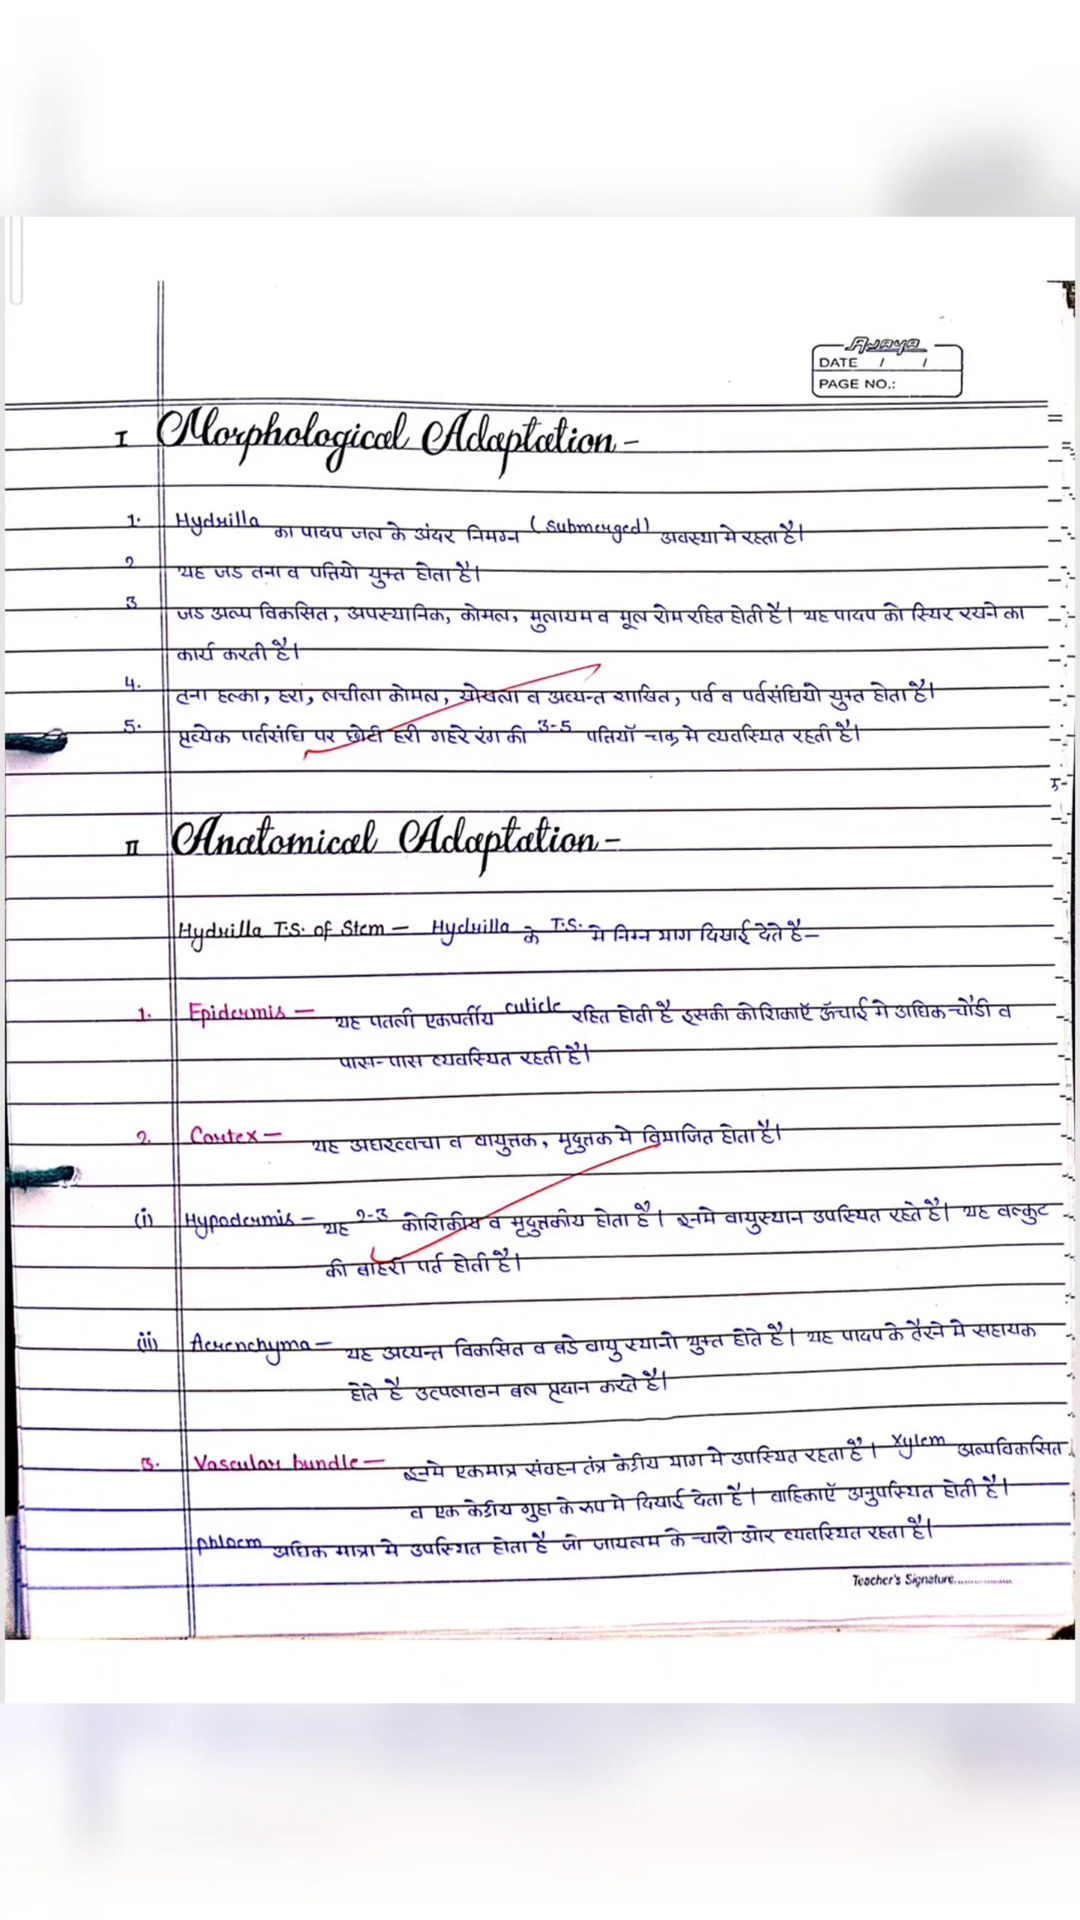 Ajaya
DATE / /
PAGE NO.:
I Morphological Adaptation -
1. Hydrilla का पादप जल के अंदर निमग्न (submerged) अवस्था मे रहता है।
2 यह जड तना व पत्तियो युक्त होता है।
3 जड अल्प विकसित, अपस्थानिक, कोमल, मुलायम व मूल रोम रहित होती है। यह पादप को स्थिर रखने का
कार्य करती है।
4. तना हल्का, हरा, लचीला कोमल, खोखला व अत्यन्त शाखित, पर्व व पर्वसंधियो युक्त होता है।
5. प्रत्येक पर्वसंधि पर छोटी हरी गहरे रंग की 3-5 पत्तियाँ चक्र मे व्यवस्थित रहती है।
II Anatomical Adaptation -
Hydrilla T.S. of Stem - Hydrilla के T.S. मे निम्न भाग दिखाई देते है -
1. Epidermis - यह पतली एकपर्तीय cuticle रहित होती है इसकी कोशिकाएँ ऊँचाई मे अधिक चौडी व
पास-पास व्यवस्थित रहती है।
2. Cortex - यह अधस्त्वचा व वायुत्तक, मृदुत्तक मे विभाजित होता है।
(i) Hypodermis - यह 2-3 कोशिकीय व मृदुत्तकीय होता है। इनमे वायुस्थान उपस्थित रहते है। यह वल्कुट
की बाहरी पर्त होती है।
(ii) Aerenchyma - यह अत्यन्त विकसित व बडे वायु स्थानो युक्त होते है। यह पादप के तैरने मे सहायक
होते है उत्पलावन बल प्रदान करते है।
3. Vascular bundle - इनमे एकमात्र संवहन तंत्र केद्रीय भाग मे उपस्थित रहता है। Xylem अल्पविकसित
व एक केद्रीय गुहा के रुप मे दिखाई देता है। वाहिकाएँ अनुपस्थित होती है।
phloem अधिक मात्रा मे उपस्थित होता है जो जायलम के चारो ओर व्यवस्थित रहता है।
Teacher's Signature..................